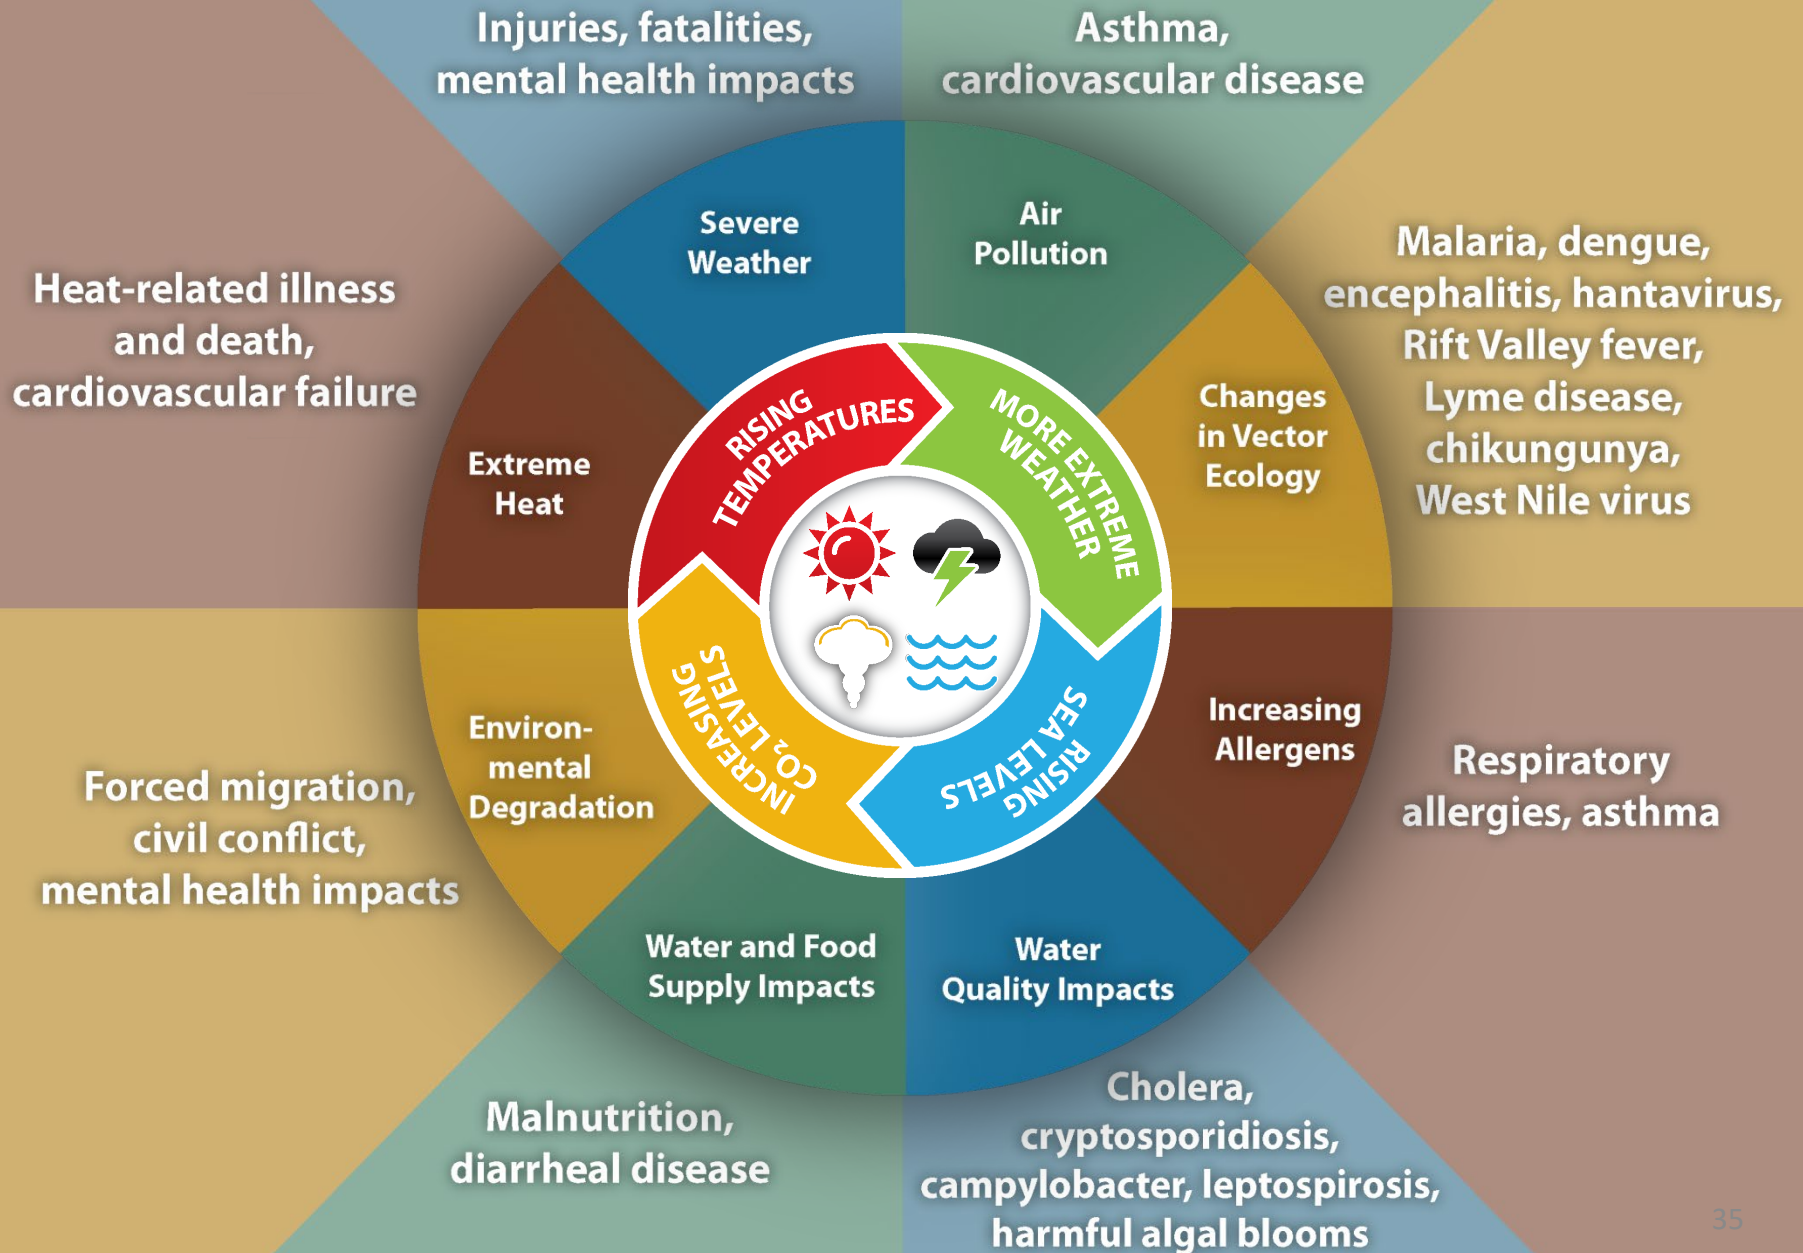 Injuries, fatalities,
mental health impacts
Asthma,
cardiovascular disease
Severe
Weather
Air
Pollution
Malaria, dengue,
encephalitis, hantavirus,
Rift Valley fever,
Lyme disease,
chikungunya,
West Nile virus
Heat-related illness
and death,
cardiovascular failure
Extreme
Heat
Changes
in Vector
Ecology
RISING
TEMPERATURES
MORE EXTREME
WEATHER
INCREASING
CO₂ LEVELS
RISING
SEA LEVELS
Environ-
mental
Degradation
Increasing
Allergens
Forced migration,
civil conflict,
mental health impacts
Respiratory
allergies, asthma
Water and Food
Supply Impacts
Water
Quality Impacts
Malnutrition,
diarrheal disease
Cholera,
cryptosporidiosis,
campylobacter, leptospirosis,
harmful algal blooms
35